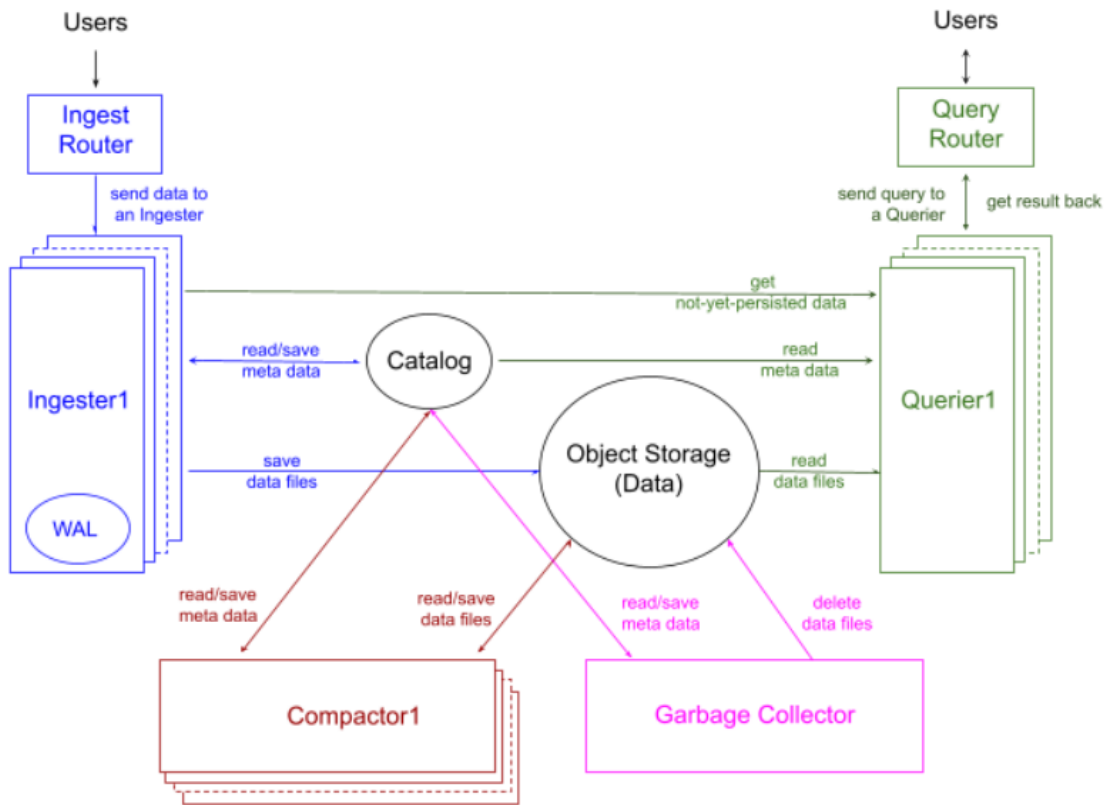 Users
Users
Ingest
Router
Query
Router
send data to
an Ingester
send query to
a Querier
get result back
get
not-yet-persisted data
read/save
meta data
Catalog
read
meta data
Ingester1
Querier1
save
data files
Object Storage
(Data)
read
data files
WAL
read/save
meta data
read/save
data files
read/save
meta data
delete
data files
Compactor1
Garbage Collector